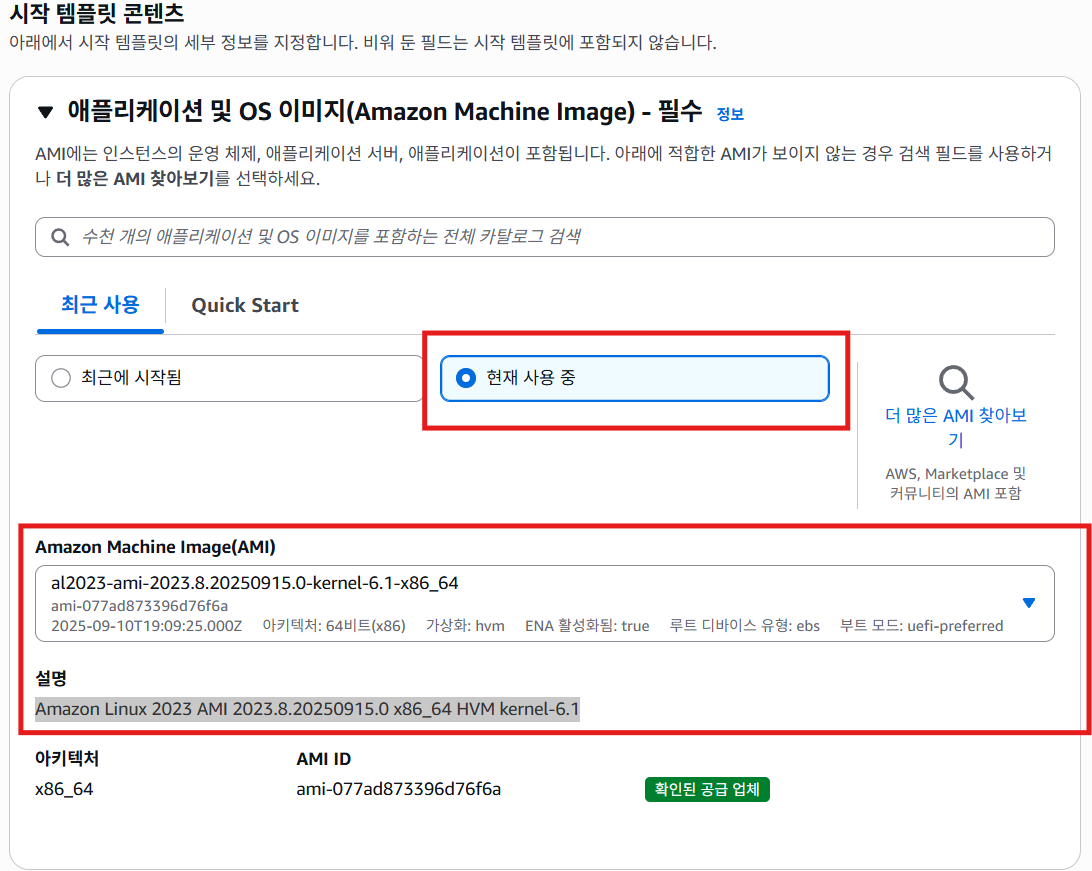 시작 템플릿 콘텐츠
아래에서 시작 템플릿의 세부 정보를 지정합니다. 비워 둔 필드는 시작 템플릿에 포함되지 않습니다.
애플리케이션 및 OS 이미지(Amazon Machine Image) - 필수 정보
AMI에는 인스턴스의 운영 체제, 애플리케이션 서버, 애플리케이션이 포함됩니다. 아래에 적합한 AMI가 보이지 않는 경우 검색 필드를 사용하거
나 더 많은 AMI 찾아보기를 선택하세요.
수천 개의 애플리케이션 및 OS 이미지를 포함하는 전체 카탈로그 검색
최근 사용 Quick Start
최근에 시작됨
현재 사용 중
더 많은 AMI 찾아보
기
AWS, Marketplace 및
커뮤니티의 AMI 포함
Amazon Machine Image(AMI)
al2023-ami-2023.8.20250915.0-kernel-6.1-x86_64
ami-077ad873396d76f6a
2025-09-10T19:09:25.000Z 아키텍처: 64비트(x86) 가상화: hvm ENA 활성화됨: true 루트 디바이스 유형: ebs 부트 모드: uefi-preferred
설명
Amazon Linux 2023 AMI 2023.8.20250915.0 x86_64 HVM kernel-6.1
아키텍처 AMI ID
x86_64 ami-077ad873396d76f6a 확인된 공급 업체